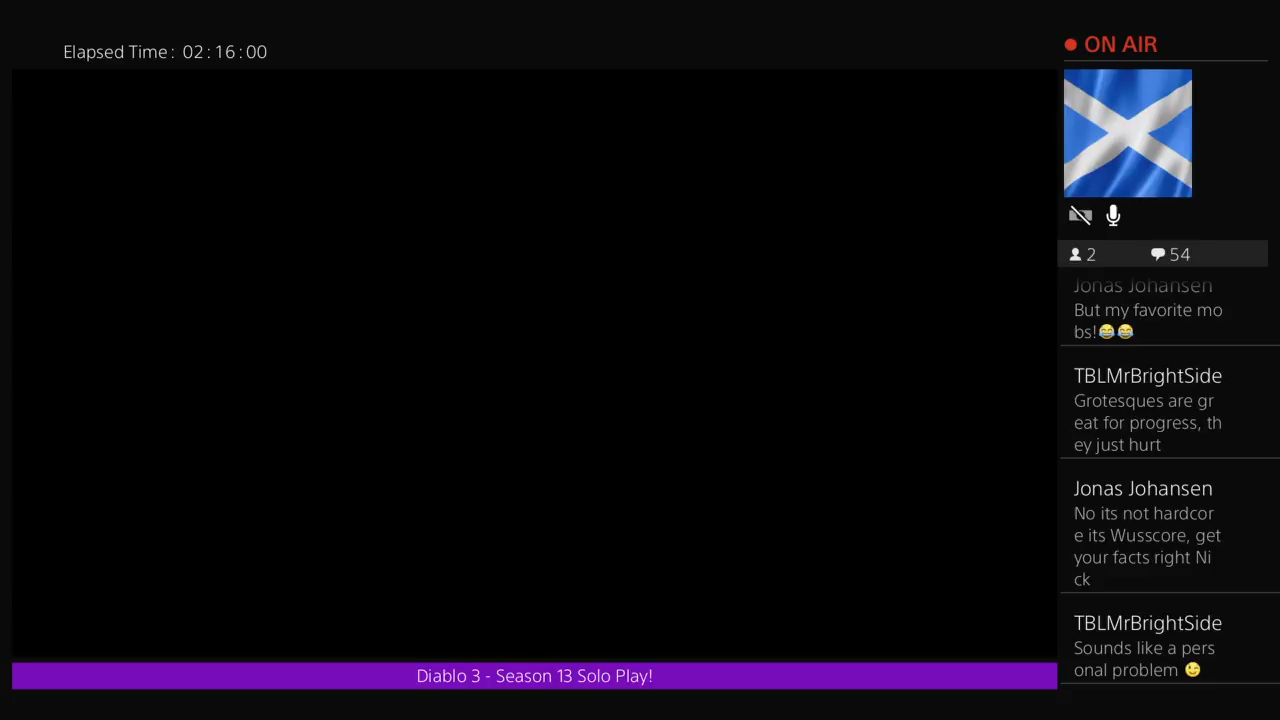 Elapsed Time: 02:16:00
ON AIR
2
54
Jonas Johansen
But my favorite mo
bs!😂😂
TBLMrBrightSide
Grotesques are gr
eat for progress, th
ey just hurt
Jonas Johansen
No its not hardcor
e its Wusscore, get
your facts right Ni
ck
TBLMrBrightSide
Sounds like a pers
onal problem 😉
Diablo 3 - Season 13 Solo Play!